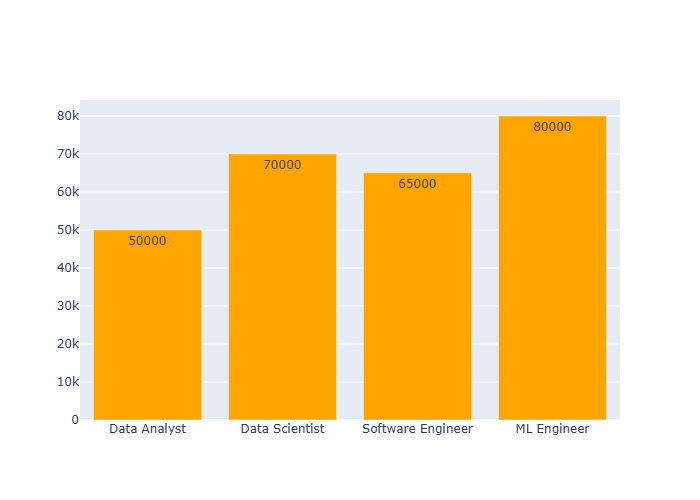 80k
70k
60k
50k
40k
30k
20k
10k
0
50000
70000
65000
80000
Data Analyst
Data Scientist
Software Engineer
ML Engineer